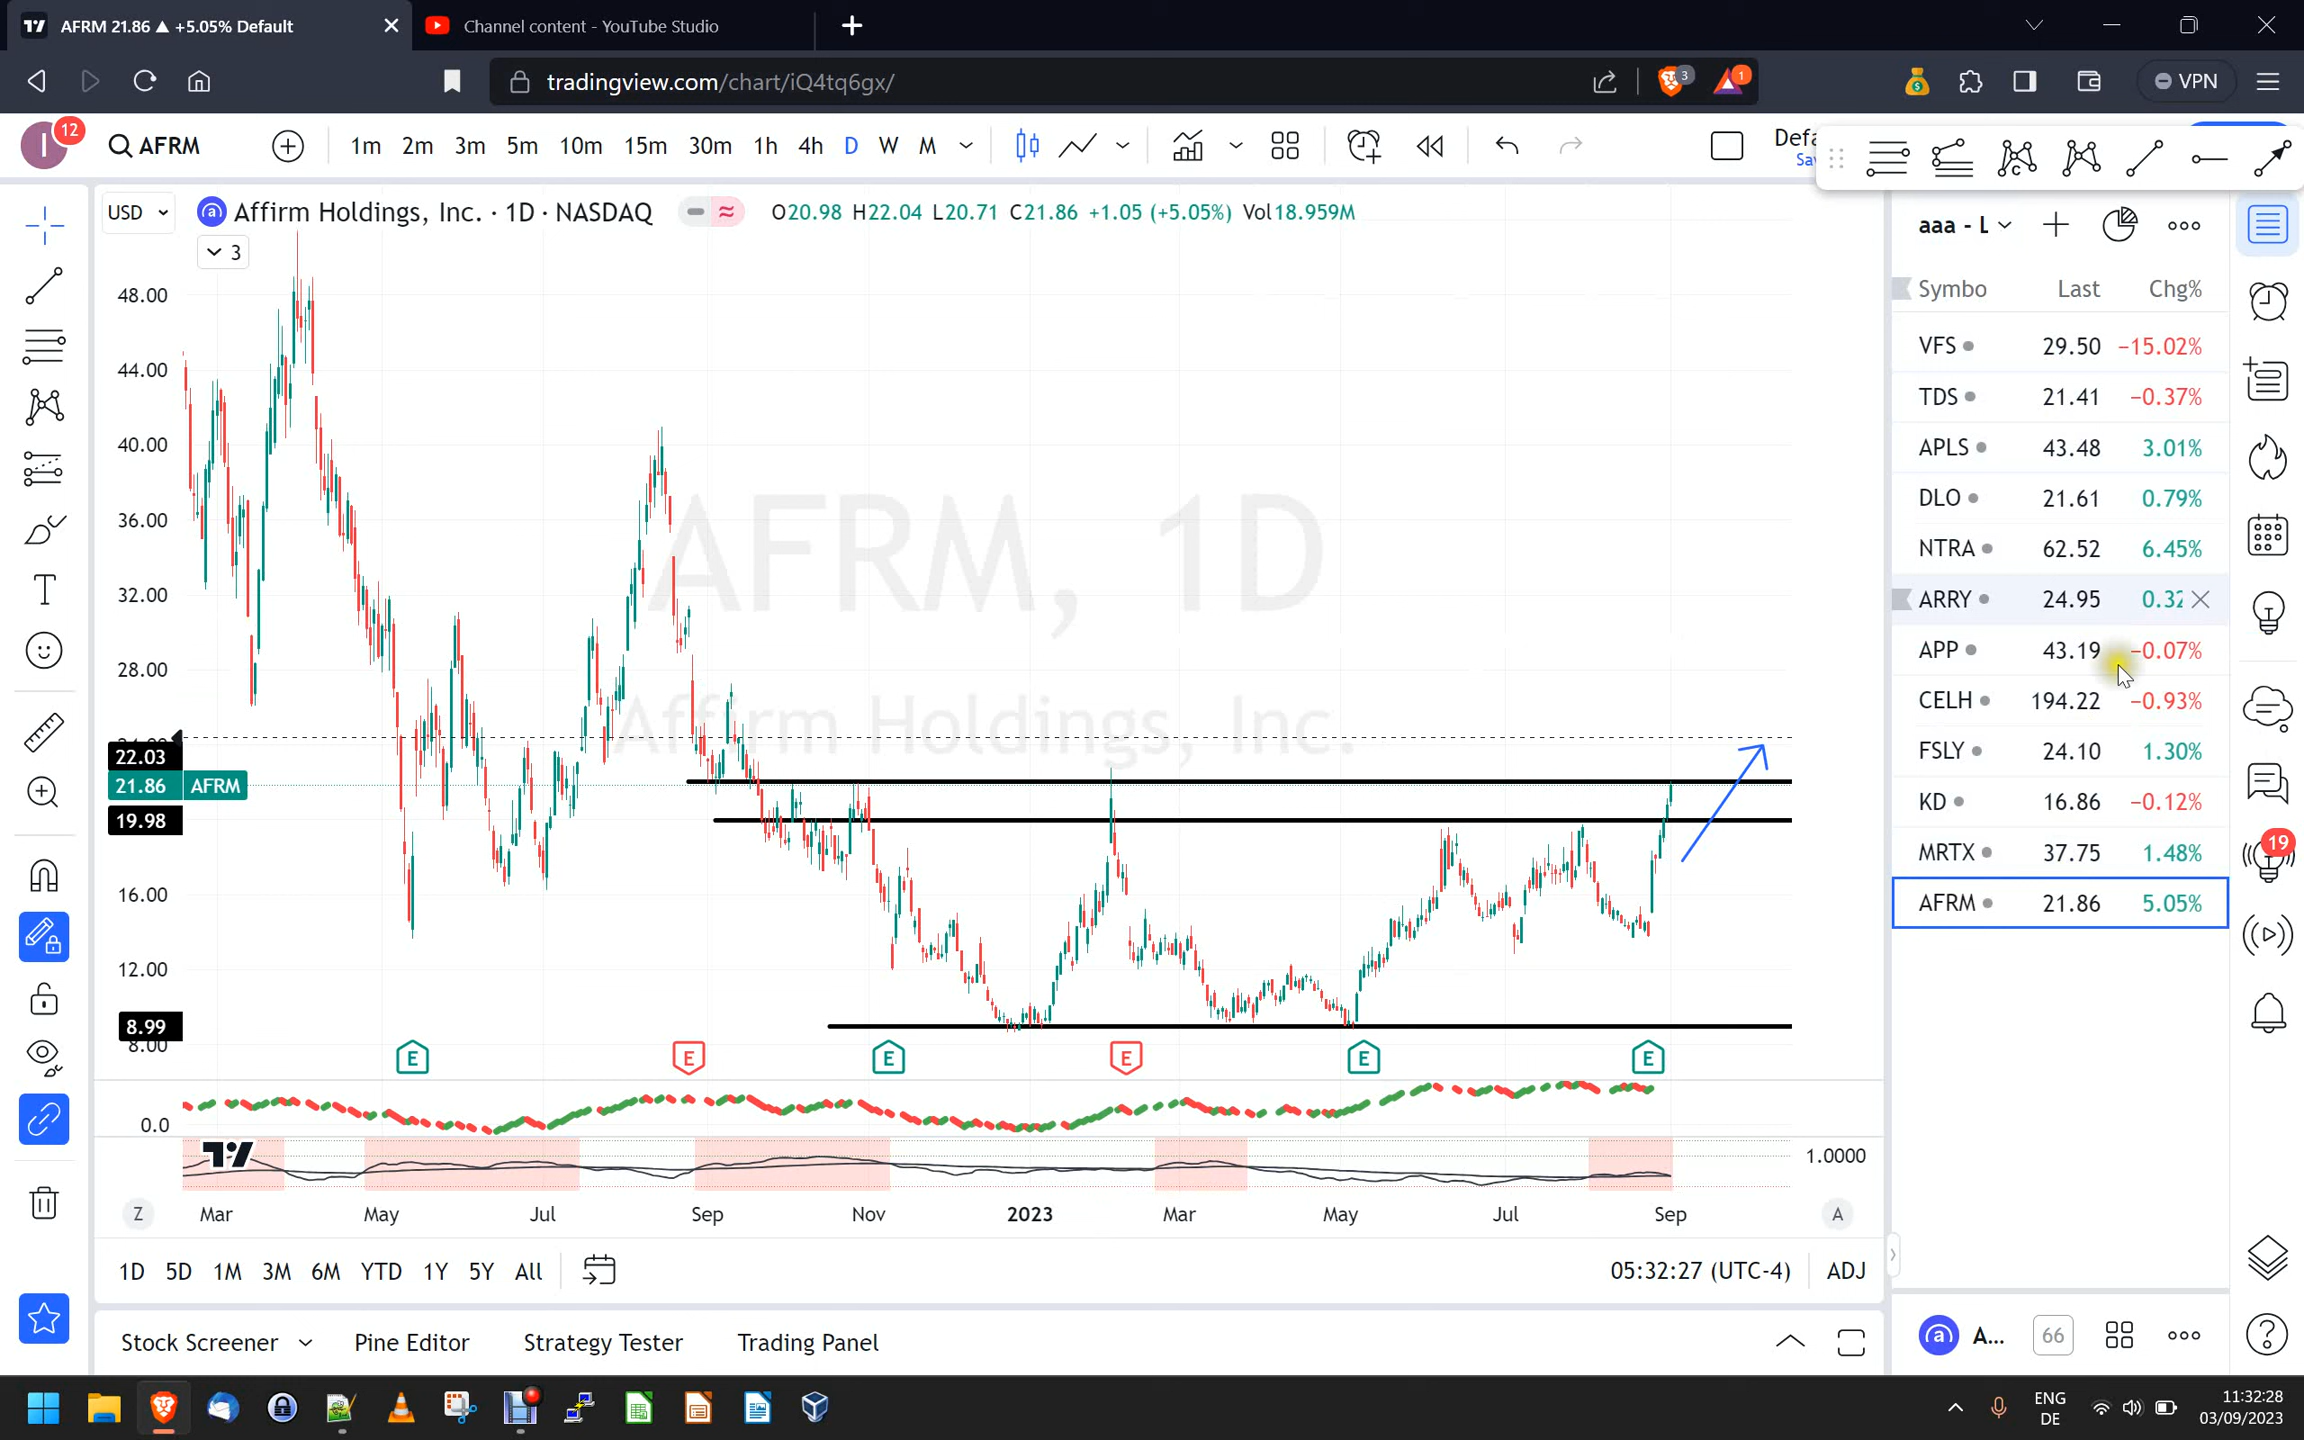 AFRM 21.86 ▲ +5.05% Default
Channel content - YouTube Studio
tradingview.com/chart/iQ4tq6gx/
3
1
VPN
I
12
AFRM
1m 2m 3m 5m 10m 15m 30m 1h 4h D W M
Defa
Sav
USD
Affirm Holdings, Inc. · 1D · NASDAQ
O20.98 H22.04 L20.71 C21.86 +1.05 (+5.05%) Vol18.959M
3
48.00
44.00
40.00
36.00
32.00
28.00
22.03
21.86 AFRM
19.98
16.00
12.00
8.99
8.00
AFRM, 1D
Affirm Holdings, Inc.
E E E E E E
0.0
1.0000
Z Mar May Jul Sep Nov 2023 Mar May Jul Sep A
1D 5D 1M 3M 6M YTD 1Y 5Y All
05:32:27 (UTC-4) ADJ
Stock Screener Pine Editor Strategy Tester Trading Panel
aaa - L
Symbo Last Chg%
VFS 29.50 −15.02%
TDS 21.41 −0.37%
APLS 43.48 3.01%
DLO 21.61 0.79%
NTRA 62.52 6.45%
ARRY 24.95 0.32
APP 43.19 −0.07%
CELH 194.22 −0.93%
FSLY 24.10 1.30%
KD 16.86 −0.12%
MRTX 37.75 1.48%
AFRM 21.86 5.05%
19
A... 66
ENG
DE
11:32:28
03/09/2023